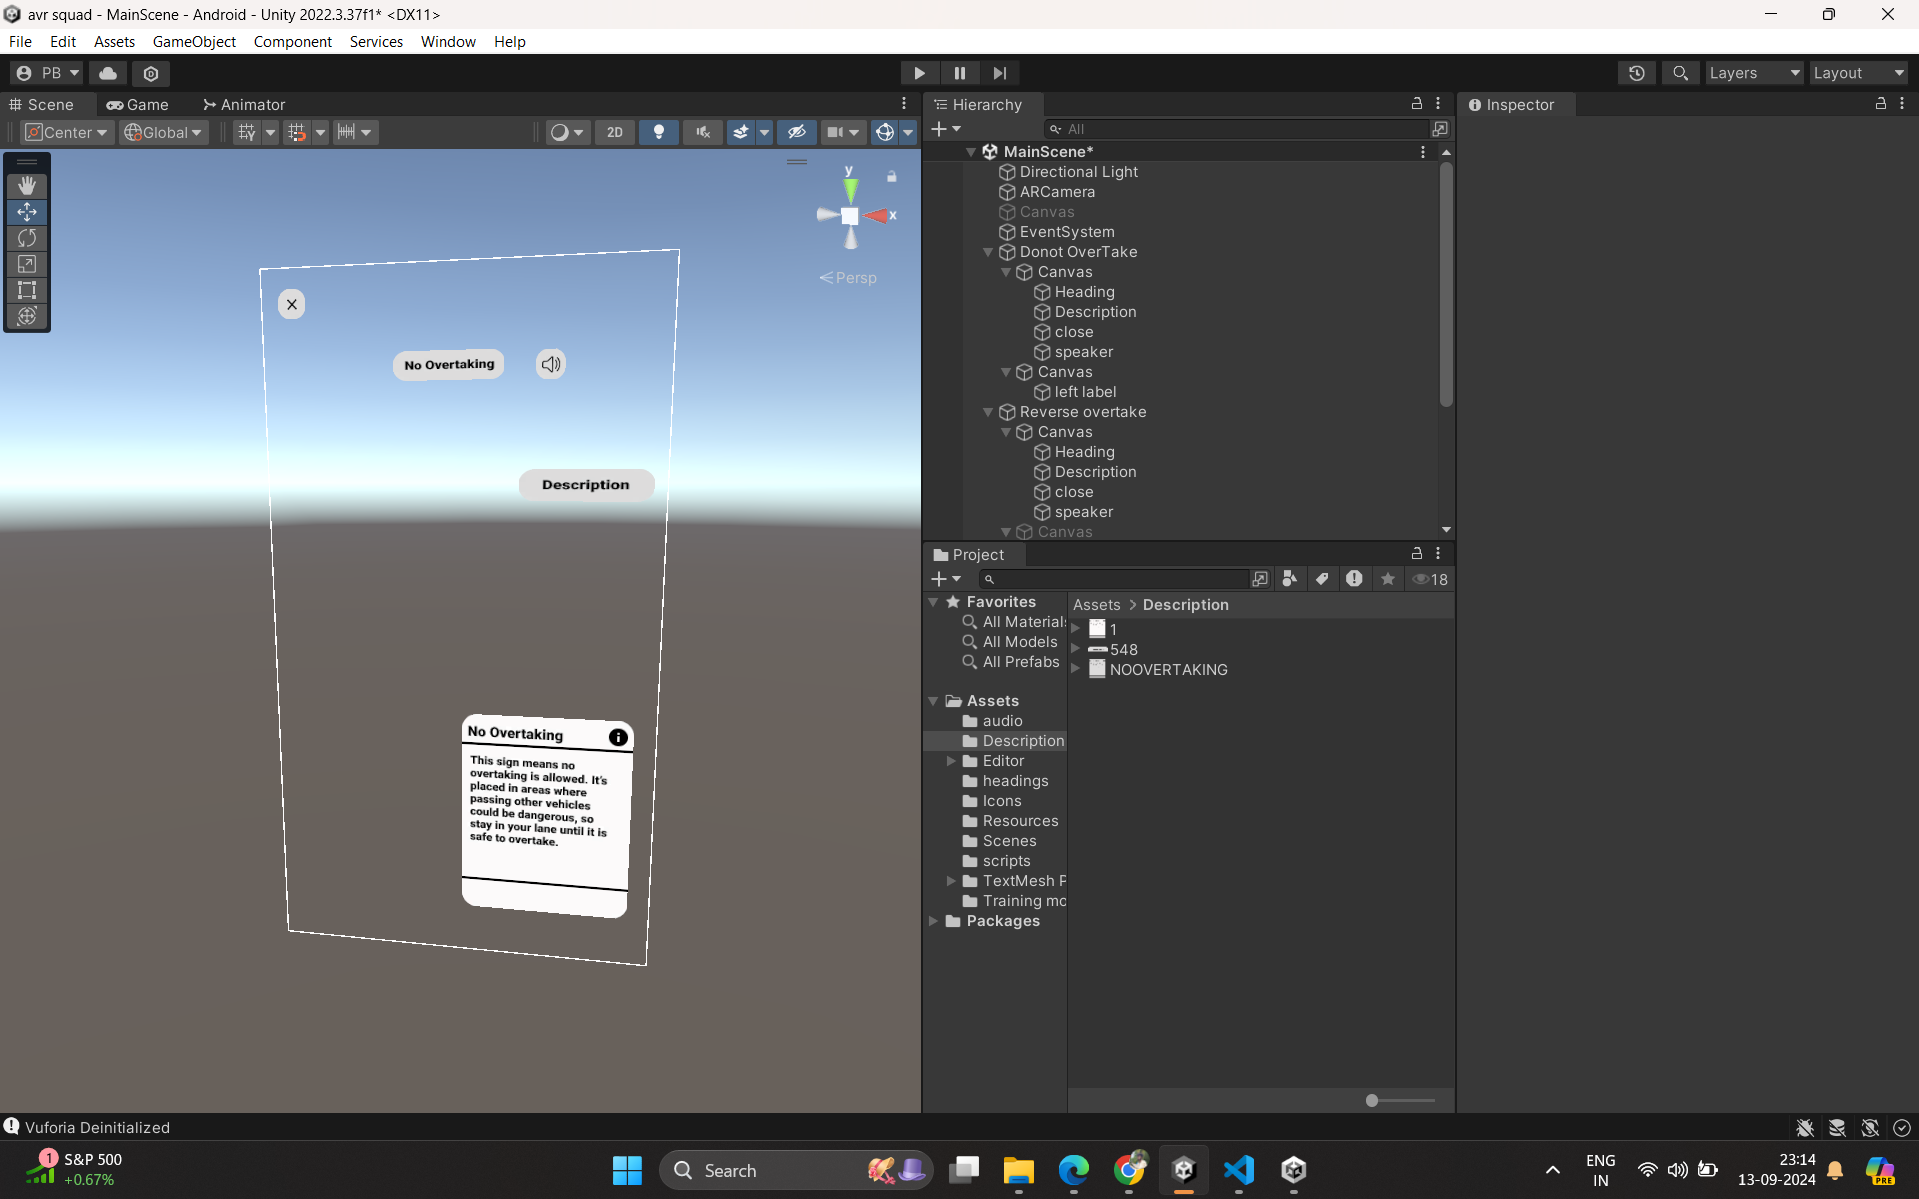 avr squad - MainScene - Android - Unity 2022.3.37f1* <DX11>
File Edit Assets GameObject Component Services Window Help
PB
Layers Layout
Scene Game Animator
Center Global 2D
y
x
Persp
No Overtaking
Description
No Overtaking
This sign means no
overtaking is allowed. It's
placed in areas where
passing other vehicles
could be dangerous, so
stay in your lane until it is
safe to overtake.
Hierarchy
All
MainScene*
Directional Light
ARCamera
Canvas
EventSystem
Donot OverTake
Canvas
Heading
Description
close
speaker
Canvas
left label
Reverse overtake
Canvas
Heading
Description
close
speaker
Canvas
Project
18
Favorites
All Materials
All Models
All Prefabs
Assets
audio
Description
Editor
headings
Icons
Resources
Scenes
scripts
TextMesh P
Training mo
Packages
Assets > Description
1
548
NOOVERTAKING
Inspector
Vuforia Deinitialized
1
S&P 500
+0.67%
Search
ENG
IN
23:14
13-09-2024
PRE